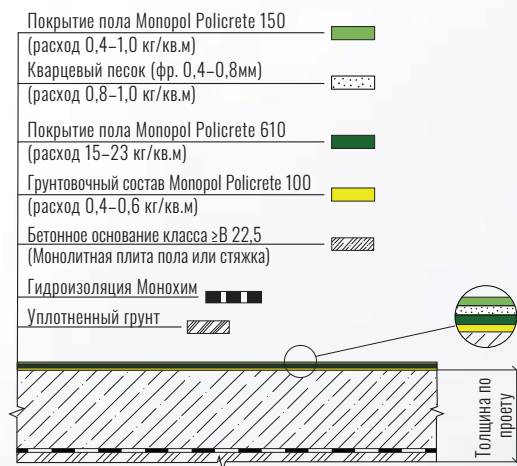 Покрытие пола Monopol Policrete 150
(расход 0,4–1,0 кг/кв.м)
Кварцевый песок (фр. 0,4–0,8мм)
(расход 0,8–1,0 кг/кв.м)
Покрытие пола Monopol Policrete 610
(расход 15–23 кг/кв.м)
Грунтовочный состав Monopol Policrete 100
(расход 0,4–0,6 кг/кв.м)
Бетонное основание класса ≥В 22,5
(Монолитная плита пола или стяжка)
Гидроизоляция Монохим
Уплотненный грунт
Толщина по
проету